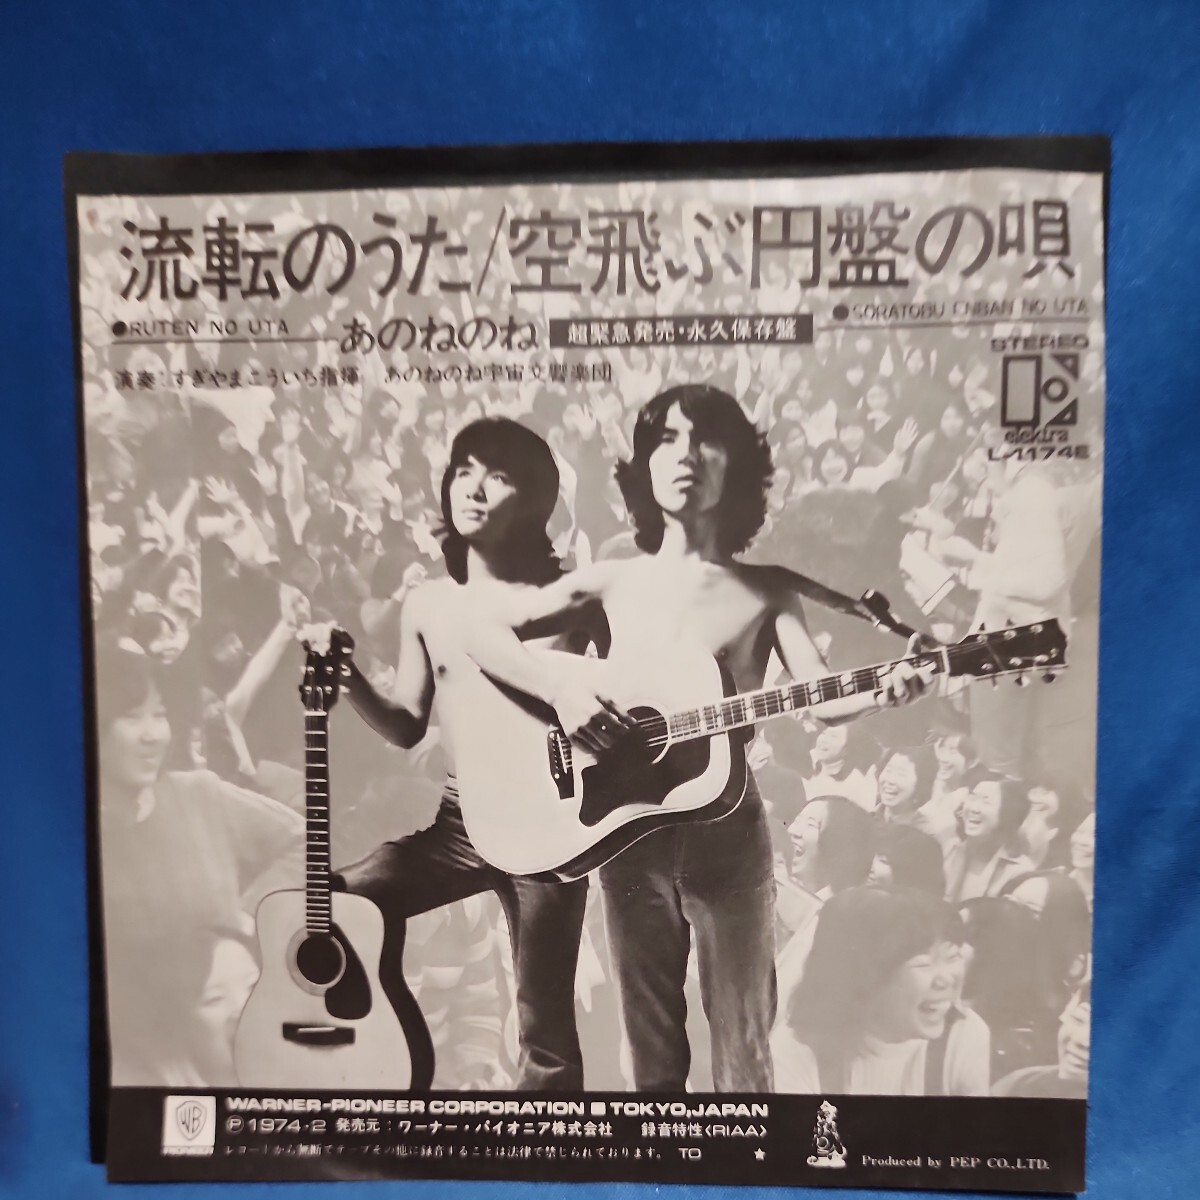 流転のうた/空飛ぶ円盤の唄
●RUTEN NO UTA
●SORATOBU ENBAN NO UTA
あのねのね 超緊急発売・永久保存盤
演奏:すぎやまこういち指揮 あのねのね宇宙交響楽団
STEREO
elektra
L-1174E
WB
PIONEER
WARNER-PIONEER CORPORATION TOKYO,JAPAN
Ⓟ1974・2 発売元:ワーナー・パイオニア株式会社 録音特性〈RIAA〉
レコードから無断でテープその他に録音することは法律で禁じられております。 TO ★
Produced by PEP CO.,LTD.